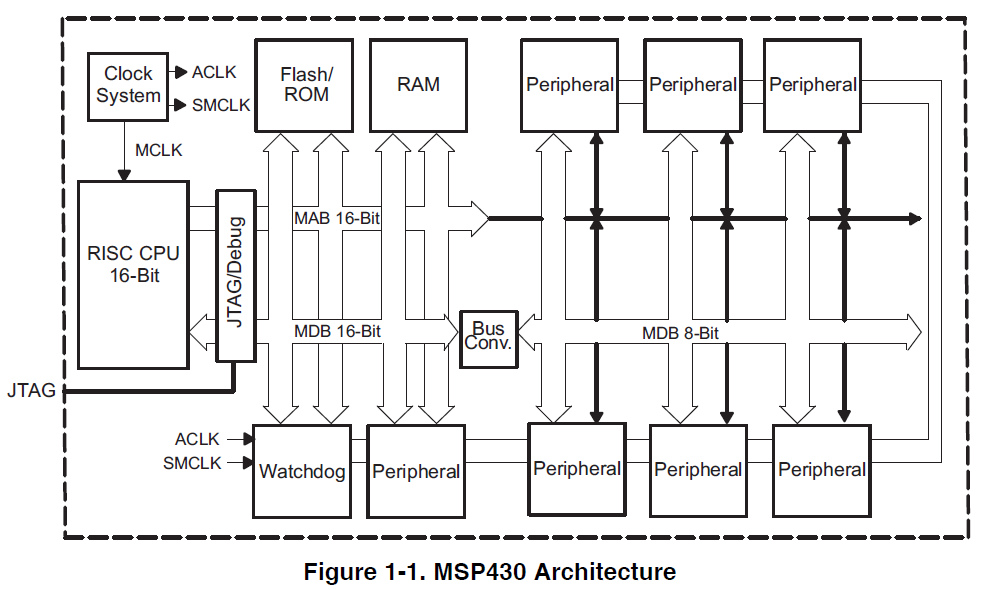 Clock
System
ACLK
SMCLK
MCLK
Flash/
ROM
RAM
Peripheral
Peripheral
Peripheral
RISC CPU
16-Bit
JTAG/Debug
MAB 16-Bit
MDB 16-Bit
Bus
Conv.
MDB 8-Bit
JTAG
ACLK
SMCLK
Watchdog
Peripheral
Peripheral
Peripheral
Peripheral
Figure 1-1. MSP430 Architecture